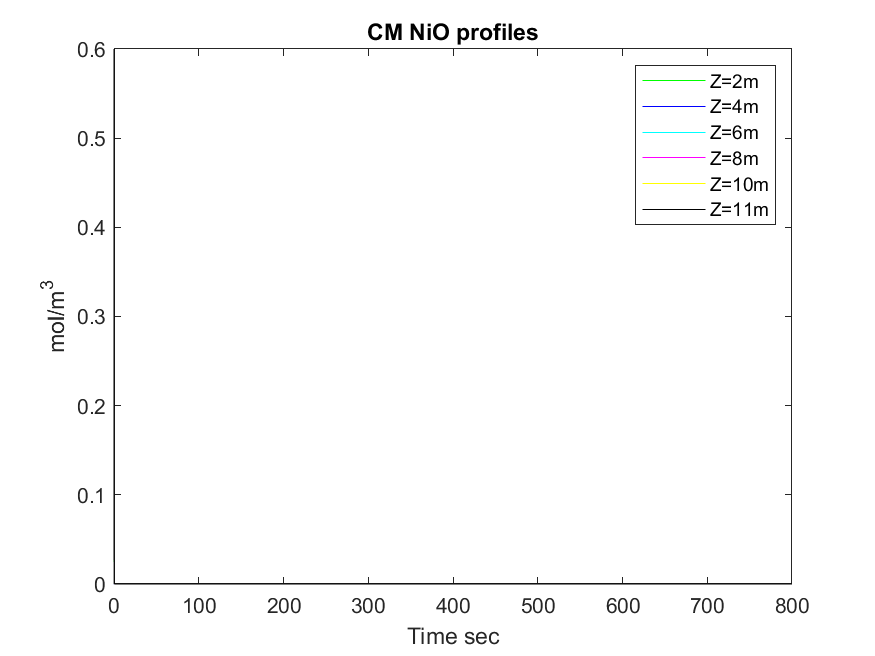 CM NiO profiles
0.6
0.5
0.4
0.3
0.2
0.1
0
mol/m³
Z=2m
Z=4m
Z=6m
Z=8m
Z=10m
Z=11m
0 100 200 300 400 500 600 700 800
Time sec